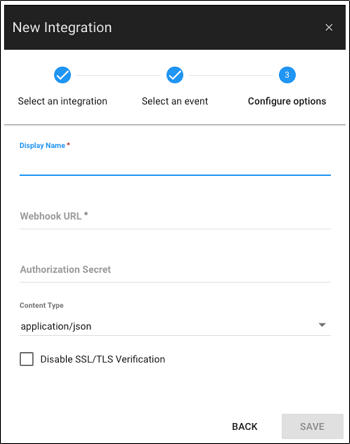 New Integration ×
3
Select an integration Select an event Configure options
Display Name *
Webhook URL *
Authorization Secret
Content Type
application/json
Disable SSL/TLS Verification
BACK SAVE